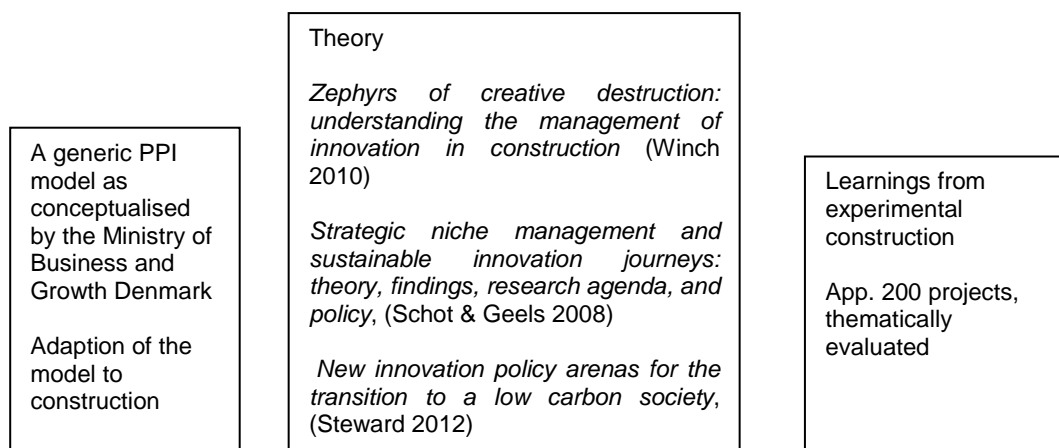 A generic PPI
model as
conceptualised
by the Ministry of
Business and
Growth Denmark
Adaption of the
model to
construction
Theory
Zephyrs of creative destruction:
understanding the management of
innovation in construction (Winch
2010)
Strategic niche management and
sustainable innovation journeys:
theory, findings, research agenda, and
policy, (Schot & Geels 2008)
New innovation policy arenas for the
transition to a low carbon society,
(Steward 2012)
Learnings from
experimental
construction
App. 200 projects,
thematically
evaluated